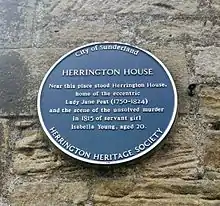 City of Sunderland
HERRINGTON HOUSE
Near this place stood Herrington House,
home of the eccentric
Lady Jane Peat (1750-1824)
and the scene of the unsolved murder
in 1815 of servant girl
Isabella Young, aged 20.
HERRINGTON HERITAGE SOCIETY